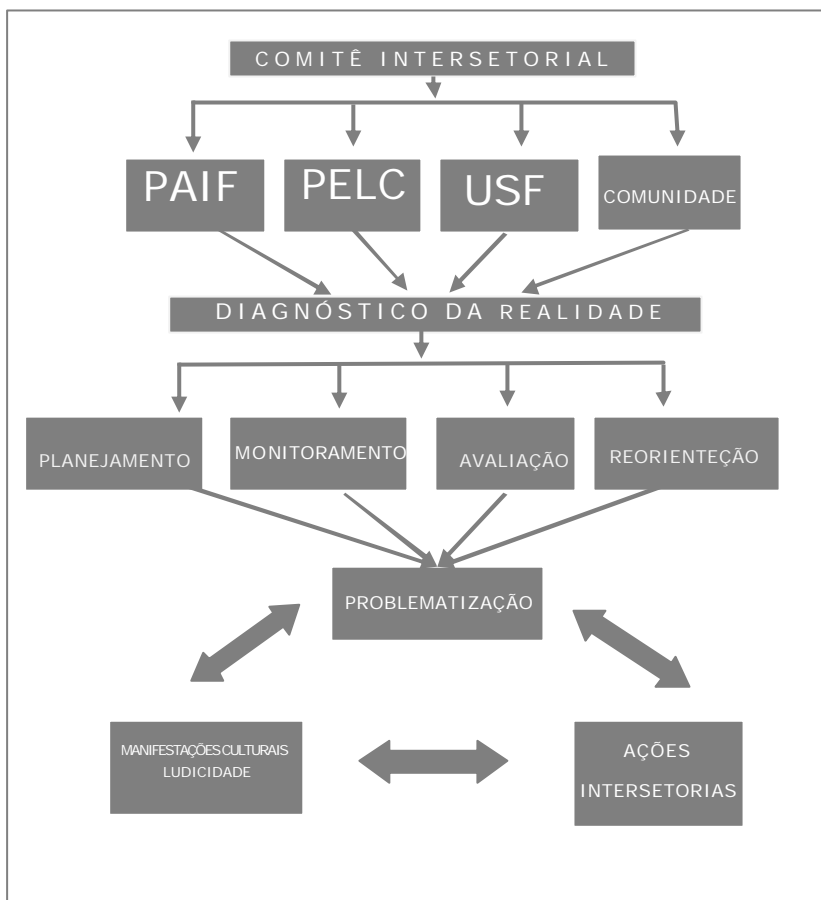 COMITÊ INTERSETORIAL
PAIF
PELC
USF
COMUNIDADE
DIAGNÓSTICO DA REALIDADE
PLANEJAMENTO
MONITORAMENTO
AVALIAÇÃO
REORIENTEÇÃO
PROBLEMATIZAÇÃO
MANIFESTAÇÕES CULTURAIS
LUDICIDADE
AÇÕES
INTERSETORIAS